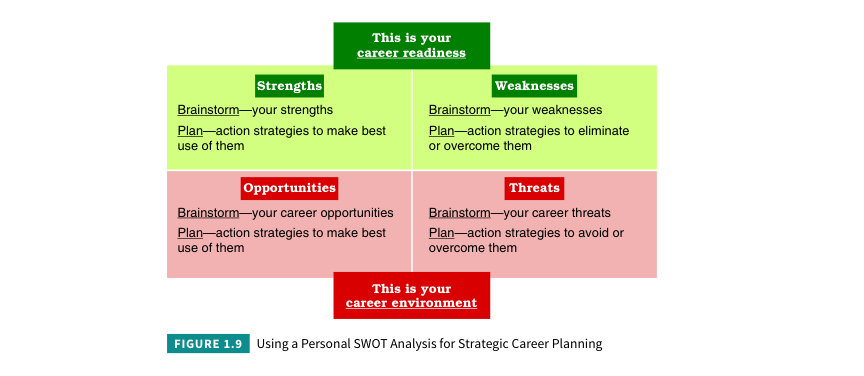 This is your
career readiness
Strengths
Brainstorm—your strengths
Plan—action strategies to make best
use of them
Weaknesses
Brainstorm—your weaknesses
Plan—action strategies to eliminate
or overcome them
Opportunities
Brainstorm—your career opportunities
Plan—action strategies to make best
use of them
Threats
Brainstorm—your career threats
Plan—action strategies to avoid or
overcome them
This is your
career environment
FIGURE 1.9 Using a Personal SWOT Analysis for Strategic Career Planning